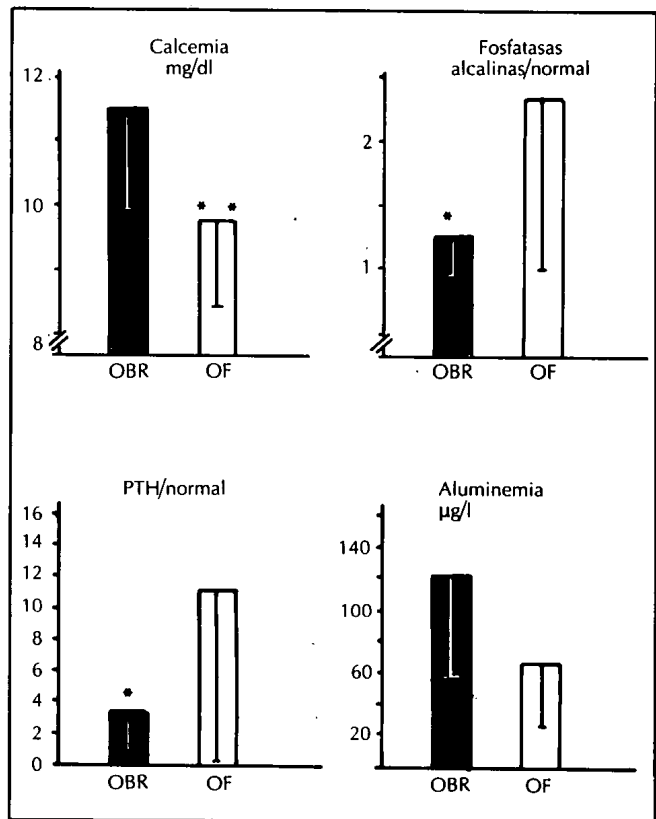 Calcemia
mg/dl
12
10
8
* *
OBR OF
Fosfatasas
alcalinas/normal
2
1
*
OBR OF
PTH/normal
16
14
12
10
8
6
4
2
0
*
OBR OF
Aluminemia
µg/l
140
100
60
20
OBR OF